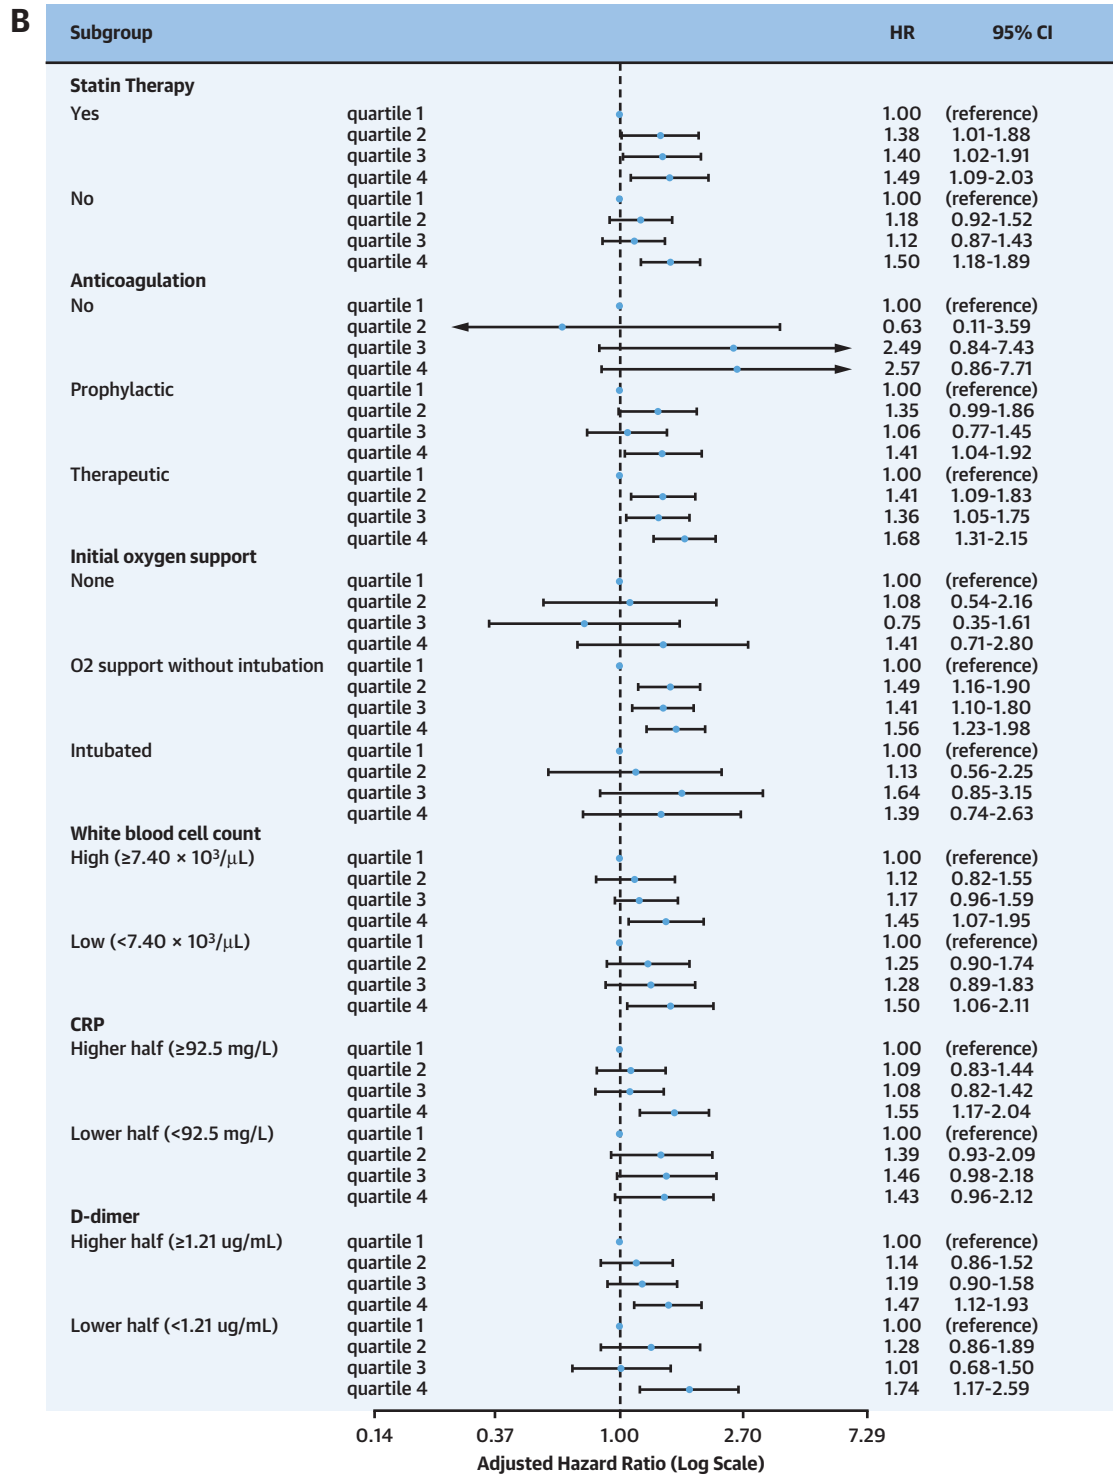 B
Subgroup HR 95% CI
Statin Therapy
Yes quartile 1 1.00 (reference)
quartile 2 1.38 1.01-1.88
quartile 3 1.40 1.02-1.91
quartile 4 1.49 1.09-2.03
No quartile 1 1.00 (reference)
quartile 2 1.18 0.92-1.52
quartile 3 1.12 0.87-1.43
quartile 4 1.50 1.18-1.89
Anticoagulation
No quartile 1 1.00 (reference)
quartile 2 0.63 0.11-3.59
quartile 3 2.49 0.84-7.43
quartile 4 2.57 0.86-7.71
Prophylactic quartile 1 1.00 (reference)
quartile 2 1.35 0.99-1.86
quartile 3 1.06 0.77-1.45
quartile 4 1.41 1.04-1.92
Therapeutic quartile 1 1.00 (reference)
quartile 2 1.41 1.09-1.83
quartile 3 1.36 1.05-1.75
quartile 4 1.68 1.31-2.15
Initial oxygen support
None quartile 1 1.00 (reference)
quartile 2 1.08 0.54-2.16
quartile 3 0.75 0.35-1.61
quartile 4 1.41 0.71-2.80
O2 support without intubation quartile 1 1.00 (reference)
quartile 2 1.49 1.16-1.90
quartile 3 1.41 1.10-1.80
quartile 4 1.56 1.23-1.98
Intubated quartile 1 1.00 (reference)
quartile 2 1.13 0.56-2.25
quartile 3 1.64 0.85-3.15
quartile 4 1.39 0.74-2.63
White blood cell count
High (≥7.40 × 10³/μL) quartile 1 1.00 (reference)
quartile 2 1.12 0.82-1.55
quartile 3 1.17 0.96-1.59
quartile 4 1.45 1.07-1.95
Low (<7.40 × 10³/μL) quartile 1 1.00 (reference)
quartile 2 1.25 0.90-1.74
quartile 3 1.28 0.89-1.83
quartile 4 1.50 1.06-2.11
CRP
Higher half (≥92.5 mg/L) quartile 1 1.00 (reference)
quartile 2 1.09 0.83-1.44
quartile 3 1.08 0.82-1.42
quartile 4 1.55 1.17-2.04
Lower half (<92.5 mg/L) quartile 1 1.00 (reference)
quartile 2 1.39 0.93-2.09
quartile 3 1.46 0.98-2.18
quartile 4 1.43 0.96-2.12
D-dimer
Higher half (≥1.21 ug/mL) quartile 1 1.00 (reference)
quartile 2 1.14 0.86-1.52
quartile 3 1.19 0.90-1.58
quartile 4 1.47 1.12-1.93
Lower half (<1.21 ug/mL) quartile 1 1.00 (reference)
quartile 2 1.28 0.86-1.89
quartile 3 1.01 0.68-1.50
quartile 4 1.74 1.17-2.59
0.14 0.37 1.00 2.70 7.29
Adjusted Hazard Ratio (Log Scale)